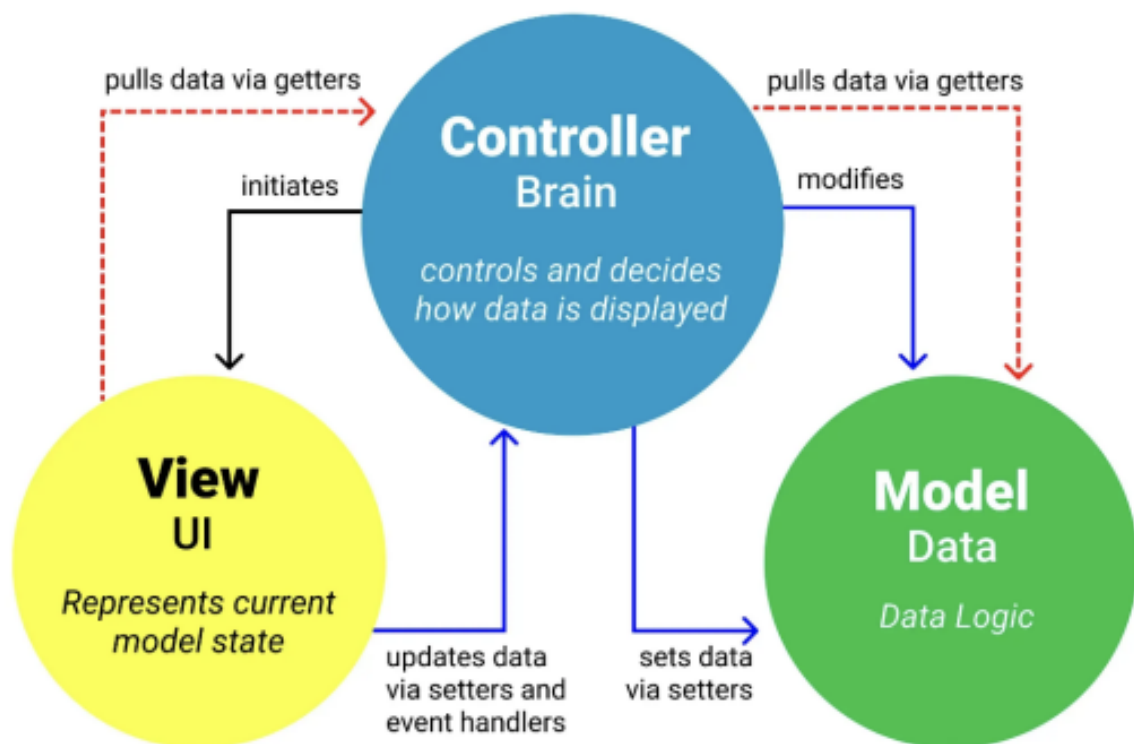 pulls data via getters
pulls data via getters
Controller
Brain
initiates
modifies
controls and decides
how data is displayed
View
UI
Represents current
model state
Model
Data
Data Logic
updates data
via setters and
event handlers
sets data
via setters